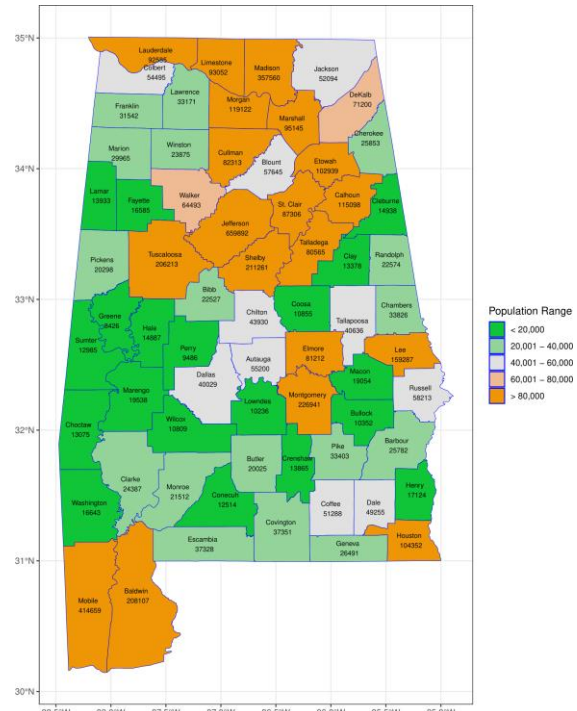 35°N
Lauderdale
92585
Limestone
93052
Madison
357560
Jackson
52094
Colbert
54495
Lawrence
33171
DeKalb
71200
Franklin
31542
Morgan
119122
Marshall
95145
Cherokee
25853
Marion
29965
Winston
23875
Cullman
82313
Blount
57645
Etowah
102939
34°N
Lamar
13933
Fayette
16585
Walker
64493
Jefferson
659892
St. Clair
87306
Calhoun
115098
Cleburne
14938
Talladega
80565
Tuscaloosa
206213
Shelby
211261
Clay
13378
Randolph
22574
Pickens
20298
Bibb
22527
33°N
Chilton
43930
Coosa
10855
Tallapoosa
40636
Chambers
33826
Greene
8426
Hale
14887
Sumter
12985
Perry
9486
Autauga
55200
Elmore
81212
Lee
159287
Dallas
40029
Macon
19054
Russell
58213
Marengo
19538
Lowndes
10236
Montgomery
226941
Bullock
10352
Choctaw
13075
Wilcox
10809
32°N
Butler
20025
Crenshaw
13865
Pike
33403
Barbour
25782
Clarke
24387
Monroe
21512
Conecuh
12514
Washington
16643
Coffee
51288
Dale
49255
Henry
17124
Covington
37351
Escambia
37328
Geneva
26491
Houston
104352
31°N
Mobile
414659
Baldwin
208107
30°N
Population Range
< 20,000
20,001 − 40,000
40,001 − 60,000
60,001 − 80,000
> 80,000